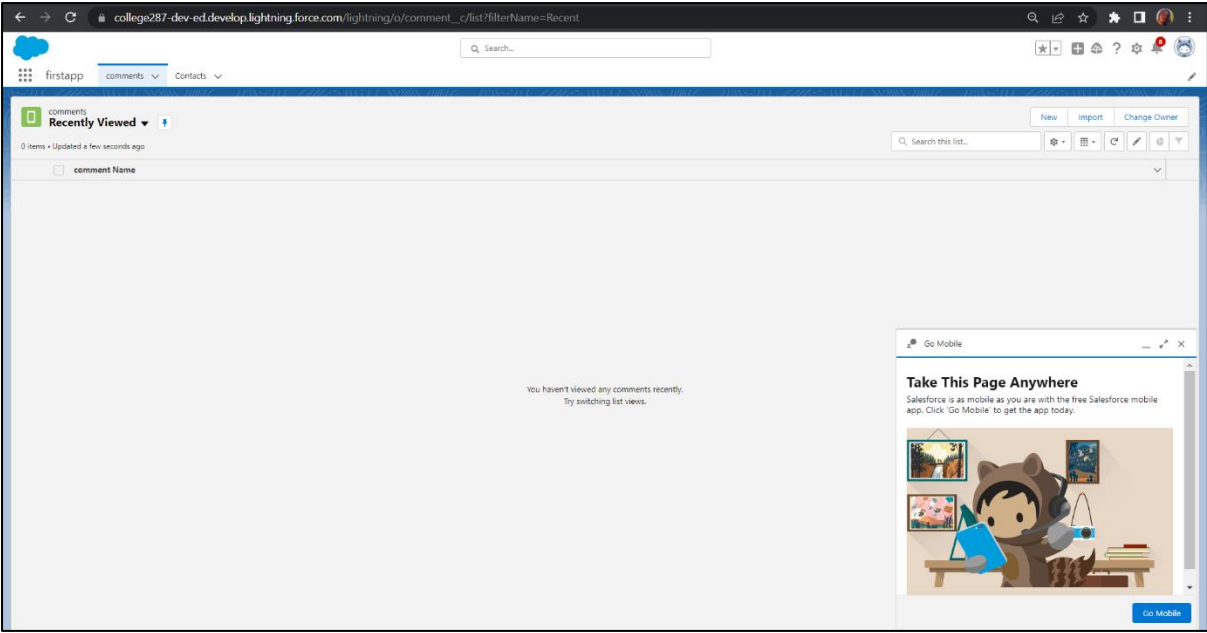 college287-dev-ed.develop.lightning.force.com/lightning/o/comment__c/list?filterName=Recent
Search...
firstapp comments Contacts
comments
Recently Viewed
New Import Change Owner
0 items • Updated a few seconds ago
Search this list...
comment Name
You haven't viewed any comments recently.
Try switching list views.
Go Mobile
Take This Page Anywhere
Salesforce is as mobile as you are with the free Salesforce mobile
app. Click 'Go Mobile' to get the app today.
Go Mobile